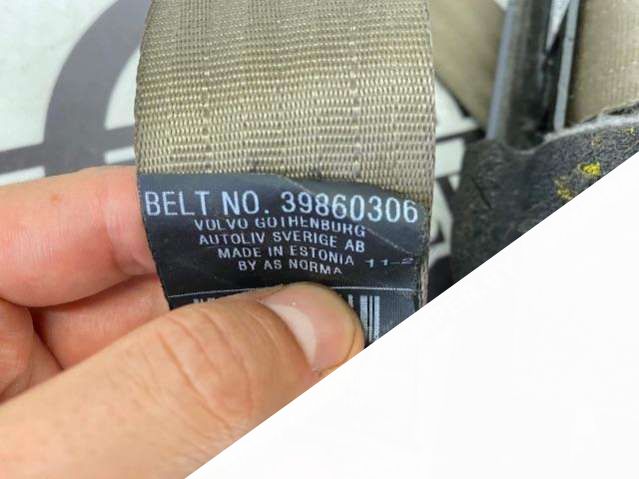 BELT NO. 39860306
VOLVO GOTHENBURG
AUTOLIV SVERIGE AB
MADE IN ESTONIA 11-2
BY AS NORMA